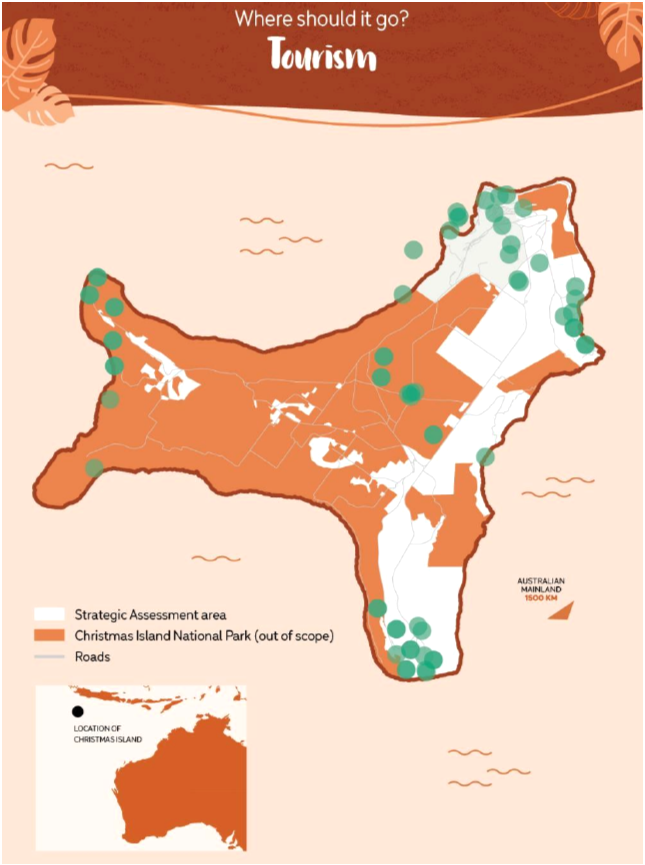 Where should it go?
Tourism
AUSTRALIAN
MAINLAND
1500 KM
Strategic Assessment area
Christmas Island National Park (out of scope)
Roads
LOCATION OF
CHRISTMAS ISLAND